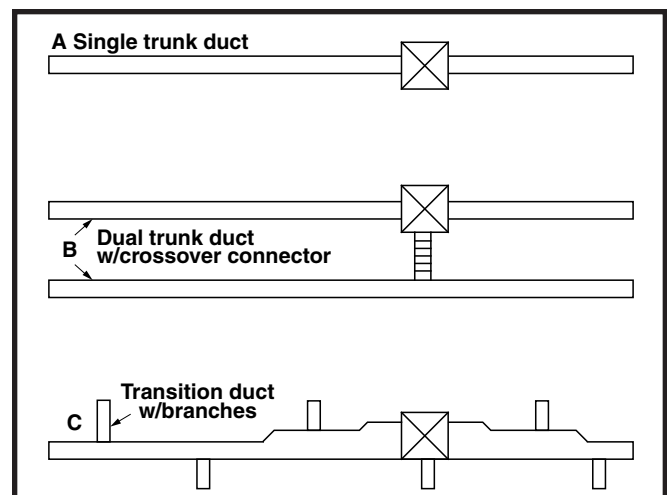 A Single trunk duct
B Dual trunk duct
w/crossover connector
Transition duct
C w/branches